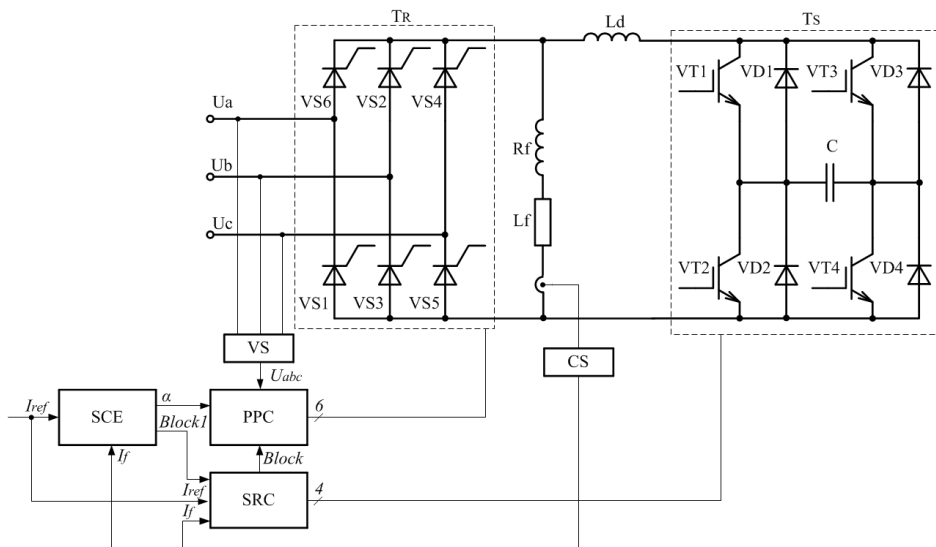 TR
Ld
TS
VT1
VD1
VT3
VD3
VS6
VS2
VS4
Ua
Ub
Uc
Rf
C
Lf
VT2
VD2
VT4
VD4
VS1
VS3
VS5
VS
CS
Uabc
Iref
SCE
α
PPC
6
Block1
If
Block
Iref
SRC
4
If